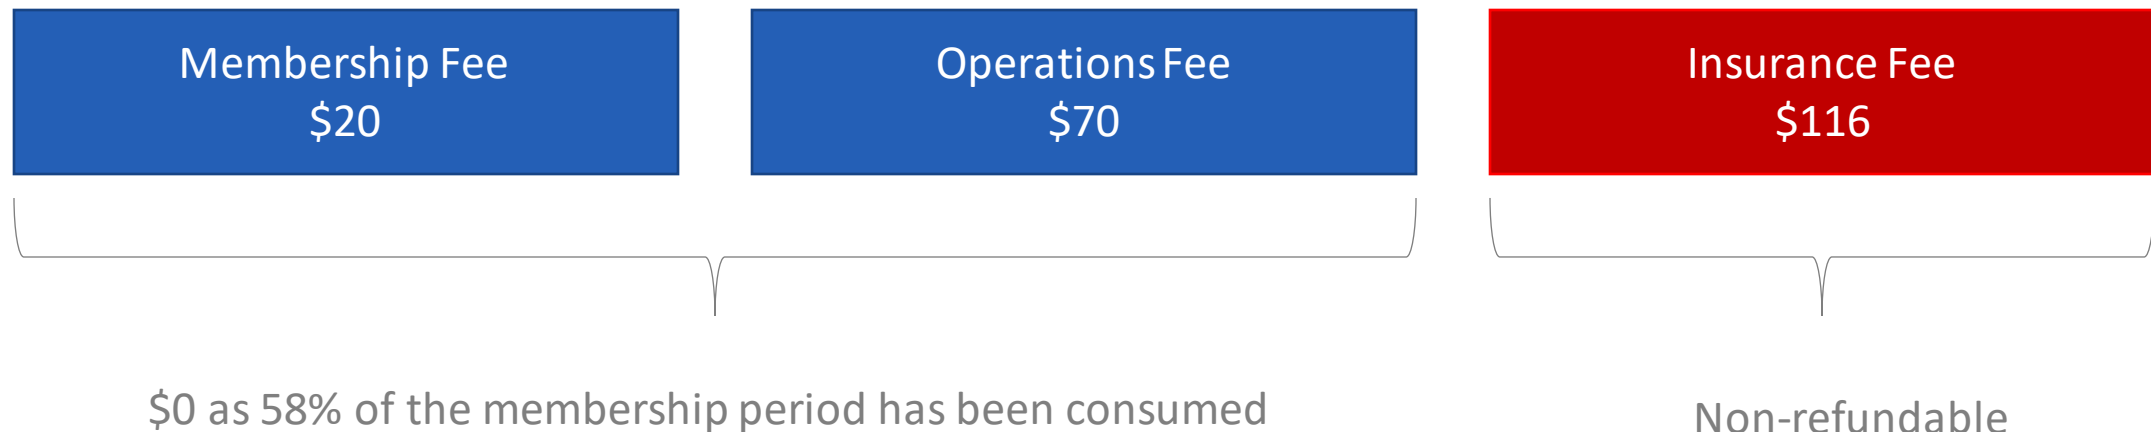 Membership Fee
$20
Operations Fee
$70
Insurance Fee
$116
$0 as 58% of the membership period has been consumed
Non-refundable